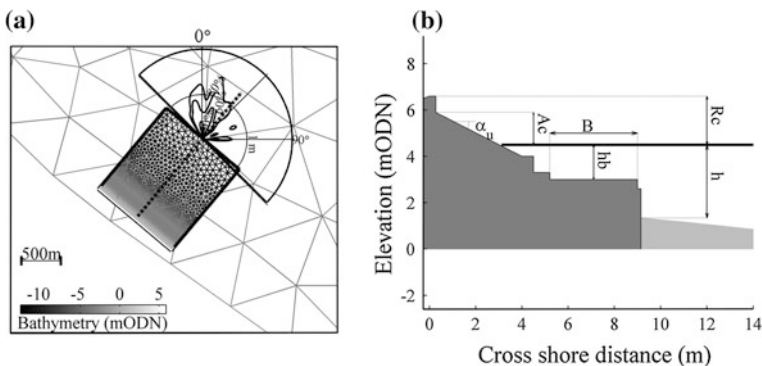 (a)
0°
90°
1 m
500m
-10 -5 0 5
Bathymetry (mODN)
(b)
Elevation (mODN)
8
6
4
2
0
-2
αu
Ac
B
hb
Rc
h
0 2 4 6 8 10 12 14
Cross shore distance (m)